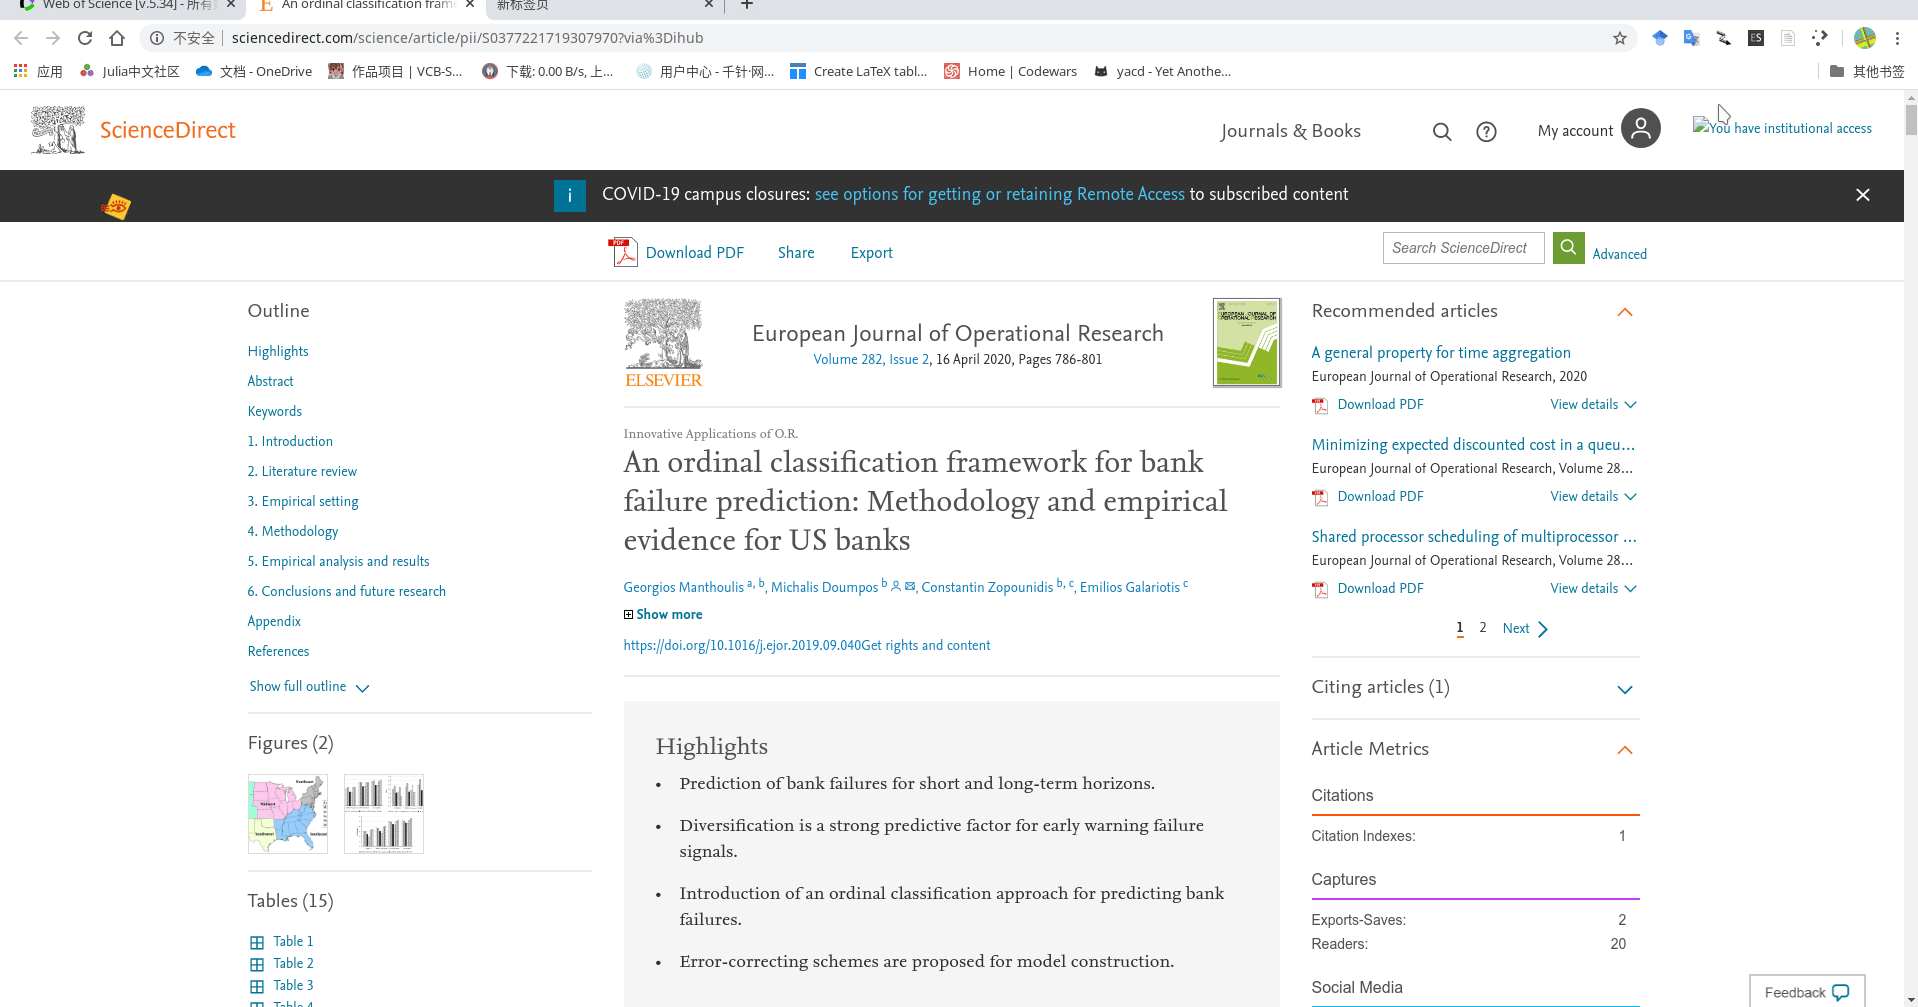 Web of Science [v.5.34] - 所有
An ordinal classification frame
新标签页
不安全
sciencedirect.com/science/article/pii/S0377221719307970?via%3Dihub
应用
Julia中文社区
文档 - OneDrive
作品项目 | VCB-S...
下载: 0.00 B/s, 上...
用户中心 - 千针·网...
Create LaTeX tabl...
Home | Codewars
yacd - Yet Anothe...
其他书签
ScienceDirect
Journals & Books
My account
You have institutional access
COVID-19 campus closures: see options for getting or retaining Remote Access to subscribed content
Download PDF
Share
Export
Search ScienceDirect
Advanced
Outline
Highlights
Abstract
Keywords
1. Introduction
2. Literature review
3. Empirical setting
4. Methodology
5. Empirical analysis and results
6. Conclusions and future research
Appendix
References
Show full outline
Figures (2)
Tables (15)
Table 1
Table 2
Table 3
Table 4
ELSEVIER
European Journal of Operational Research
Volume 282, Issue 2, 16 April 2020, Pages 786-801
Innovative Applications of O.R.
An ordinal classification framework for bank
failure prediction: Methodology and empirical
evidence for US banks
Georgios Manthoulis a, b, Michalis Doumpos b, Constantin Zopounidis b, c, Emilios Galariotis c
Show more
https://doi.org/10.1016/j.ejor.2019.09.040Get rights and content
Highlights
• Prediction of bank failures for short and long-term horizons.
• Diversification is a strong predictive factor for early warning failure
signals.
• Introduction of an ordinal classification approach for predicting bank
failures.
• Error-correcting schemes are proposed for model construction.
Recommended articles
A general property for time aggregation
European Journal of Operational Research, 2020
Download PDF
View details
Minimizing expected discounted cost in a queu...
European Journal of Operational Research, Volume 28...
Download PDF
View details
Shared processor scheduling of multiprocessor ...
European Journal of Operational Research, Volume 28...
Download PDF
View details
1 2 Next
Citing articles (1)
Article Metrics
Citations
Citation Indexes: 1
Captures
Exports-Saves: 2
Readers: 20
Social Media
Feedback